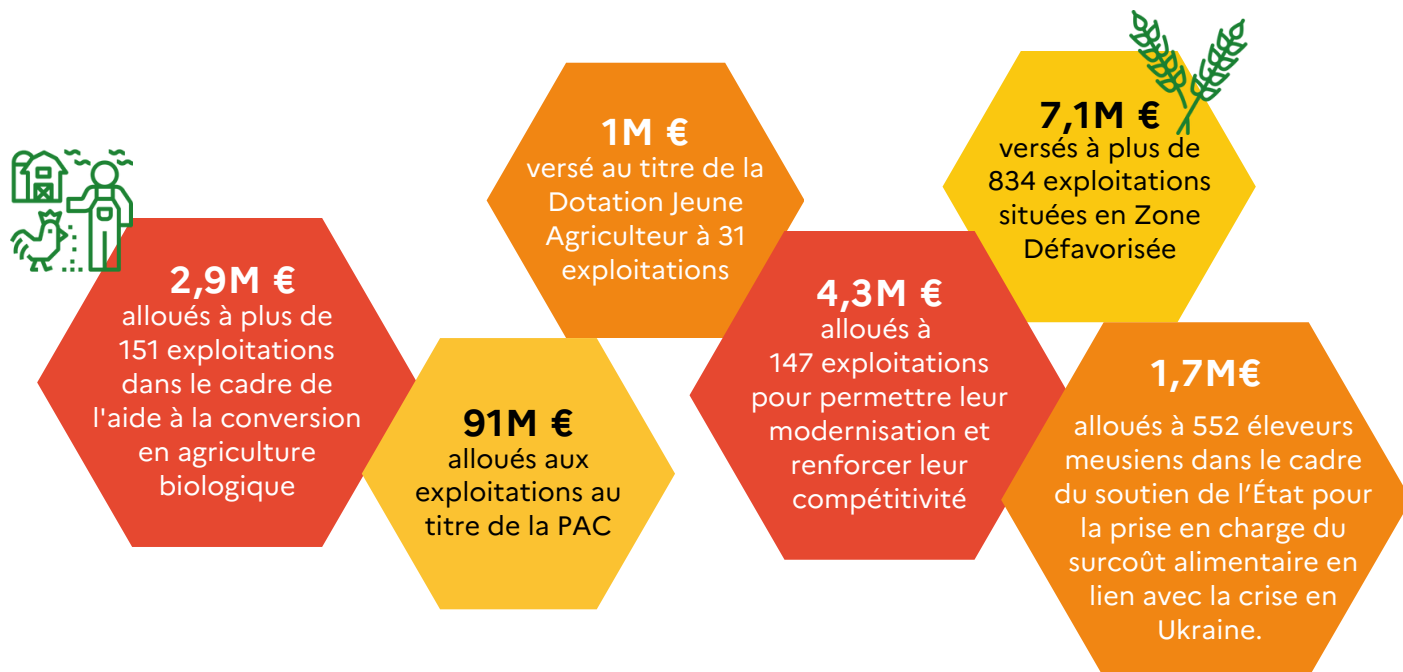 2,9M €
alloués à plus de
151 exploitations
dans le cadre de
l'aide à la conversion
en agriculture
biologique
91M €
alloués aux
exploitations au
titre de la PAC
1M €
versé au titre de la
Dotation Jeune
Agriculteur à 31
exploitations
4,3M €
alloués à
147 exploitations
pour permettre leur
modernisation et
renforcer leur
compétitivité
7,1M €
versés à plus de
834 exploitations
situées en Zone
Défavorisée
1,7M€
alloués à 552 éleveurs
meusiens dans le cadre
du soutien de l’État pour
la prise en charge du
surcoût alimentaire en
lien avec la crise en
Ukraine.